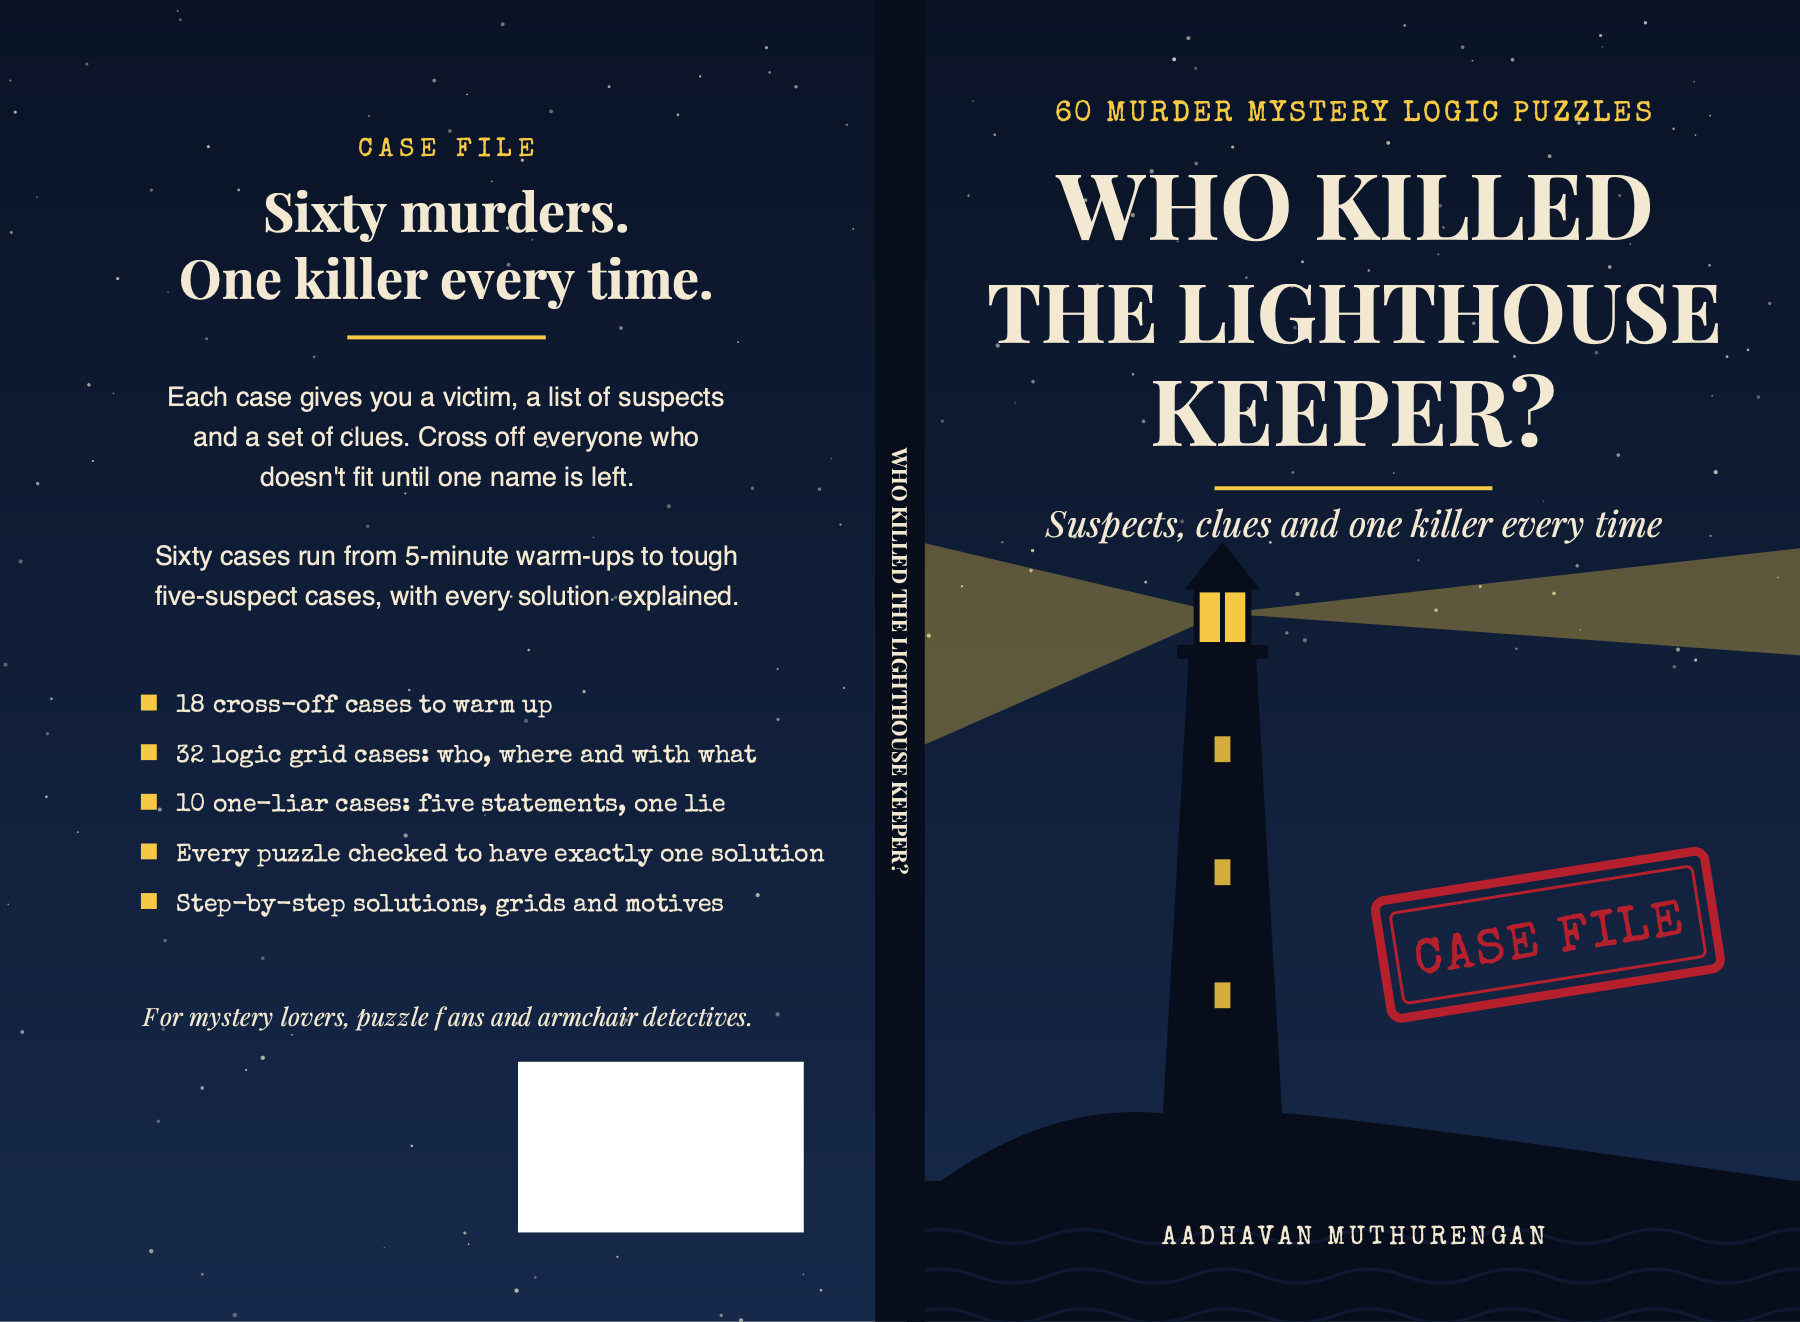 CASE FILE
Sixty murders.
One killer every time.
Each case gives you a victim, a list of suspects
and a set of clues. Cross off everyone who
doesn't fit until one name is left.
Sixty cases run from 5-minute warm-ups to tough
five-suspect cases, with every solution explained.
18 cross-off cases to warm up
32 logic grid cases: who, where and with what
10 one-liar cases: five statements, one lie
Every puzzle checked to have exactly one solution
Step-by-step solutions, grids and motives
For mystery lovers, puzzle fans and armchair detectives.
WHO KILLED THE LIGHTHOUSE KEEPER?
60 MURDER MYSTERY LOGIC PUZZLES
WHO KILLED
THE LIGHTHOUSE
KEEPER?
Suspects, clues and one killer every time
CASE FILE
AADHAVAN MUTHURENGAN